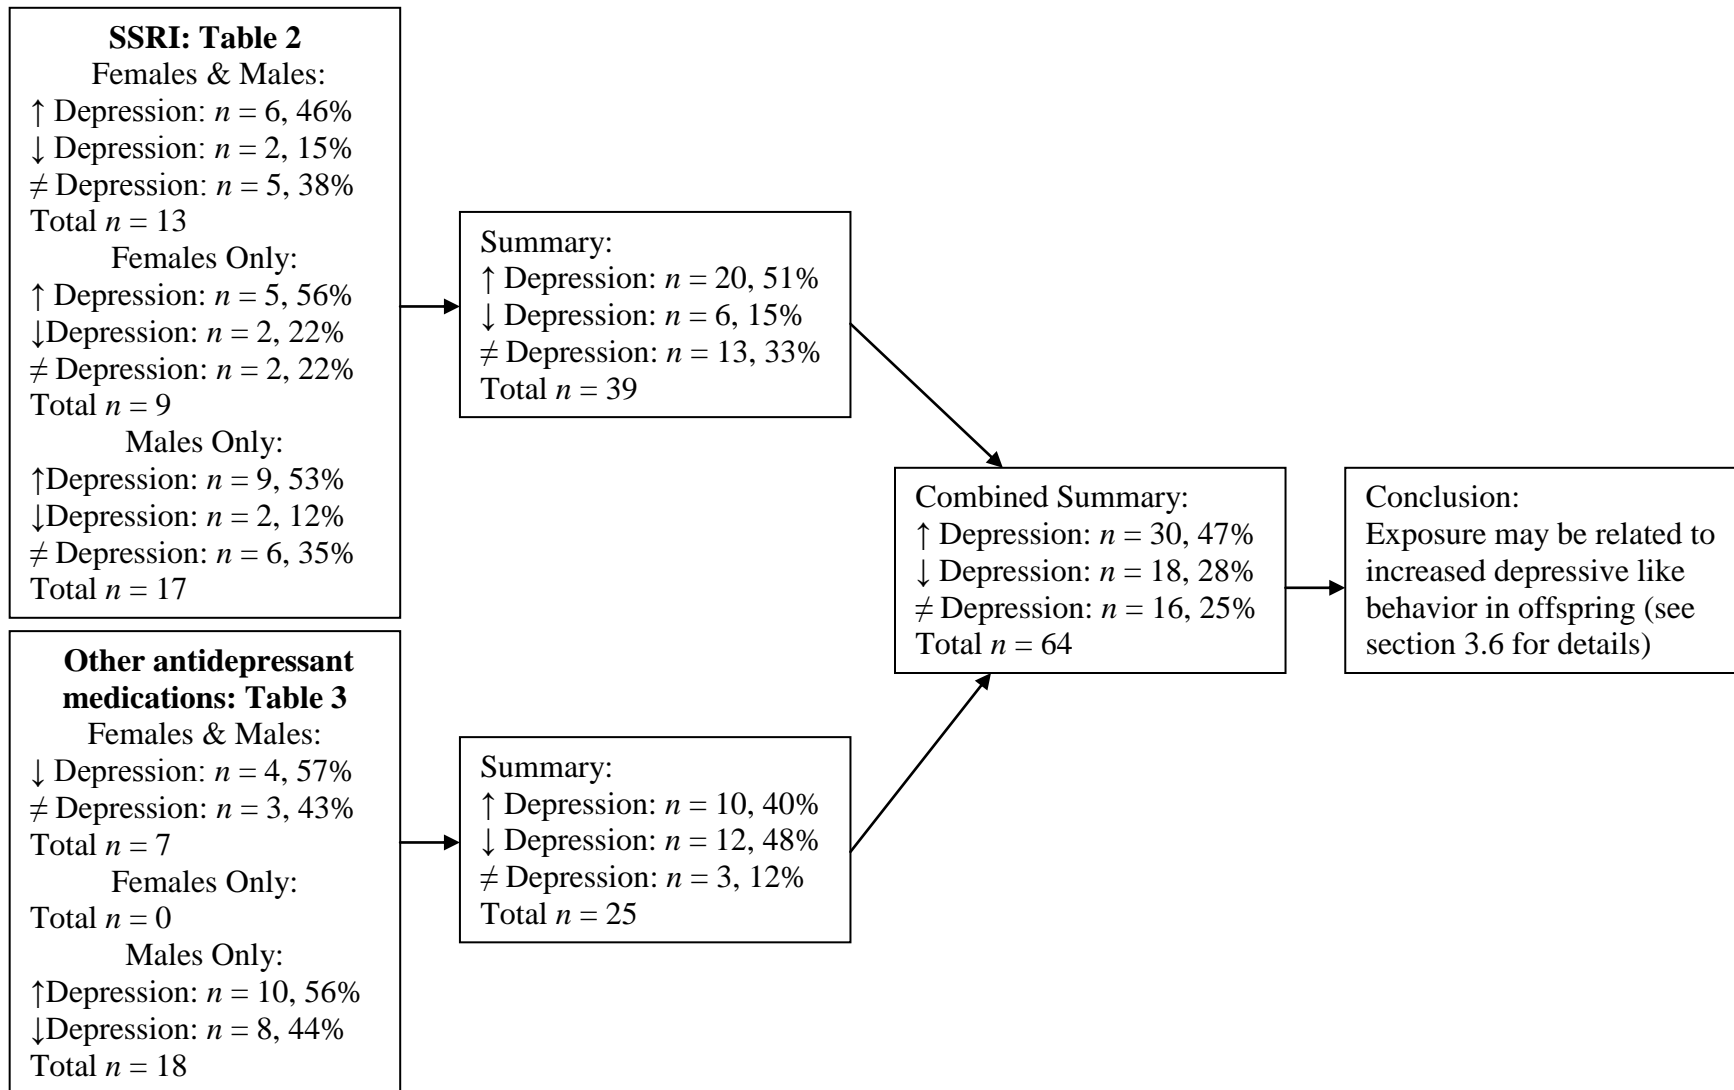 SSRI: Table 2
Females & Males:
↑ Depression: n = 6, 46%
↓ Depression: n = 2, 15%
≠ Depression: n = 5, 38%
Total n = 13
Females Only:
↑ Depression: n = 5, 56%
↓Depression: n = 2, 22%
≠ Depression: n = 2, 22%
Total n = 9
Males Only:
↑Depression: n = 9, 53%
↓Depression: n = 2, 12%
≠ Depression: n = 6, 35%
Total n = 17
Other antidepressant
medications: Table 3
Females & Males:
↓ Depression: n = 4, 57%
≠ Depression: n = 3, 43%
Total n = 7
Females Only:
Total n = 0
Males Only:
↑Depression: n = 10, 56%
↓Depression: n = 8, 44%
Total n = 18
Summary:
↑ Depression: n = 20, 51%
↓ Depression: n = 6, 15%
≠ Depression: n = 13, 33%
Total n = 39
Summary:
↑ Depression: n = 10, 40%
↓ Depression: n = 12, 48%
≠ Depression: n = 3, 12%
Total n = 25
Combined Summary:
↑ Depression: n = 30, 47%
↓ Depression: n = 18, 28%
≠ Depression: n = 16, 25%
Total n = 64
Conclusion:
Exposure may be related to
increased depressive like
behavior in offspring (see
section 3.6 for details)